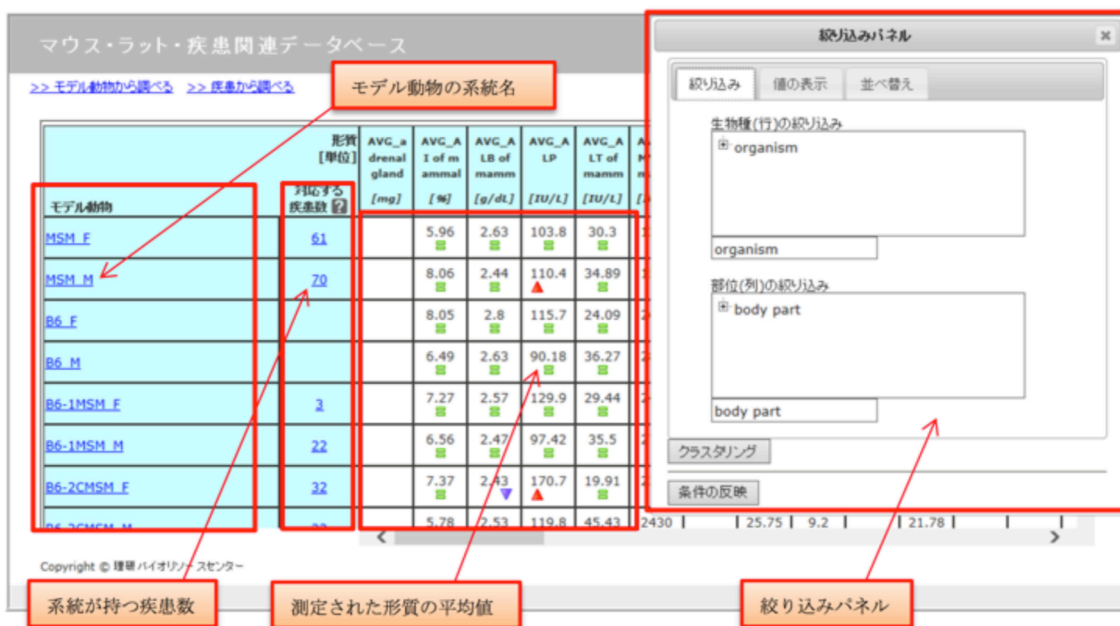 マウス・ラット・疾患関連データベース
>> モデル動物から調べる >> 疾患から調べる
モデル動物の系統名
絞り込みパネル
絞り込み 値の表示 並べ替え
生物種(行)の絞り込み
organism
organism
部位(列)の絞り込み
body part
body part
クラスタリング
条件の反映
形質
[単位]
AVG_a
drenal
gland
[mg]
AVG_A
I of m
ammal
[%]
AVG_A
LB of
mamm
[g/dL]
AVG_A
LP
[IU/L]
AVG_A
LT of
mamm
[IU/L]
モデル動物
対応する
疾患数 ?
MSM_F 61 5.96 2.63 103.8 30.3
MSM_M 70 8.06 2.44 110.4 34.89
B6_F 8.05 2.8 115.7 24.09
B6_M 6.49 2.63 90.18 36.27
B6-1MSM_F 3 7.27 2.57 129.9 29.44
B6-1MSM_M 22 6.56 2.47 97.42 35.5
B6-2CMSM_F 32 7.37 2.43 170.7 19.91
5.78 2.53 119.8 45.43 2430 25.75 9.2 21.78
Copyright © 理研バイオリソースセンター
系統が持つ疾患数
測定された形質の平均値
絞り込みパネル